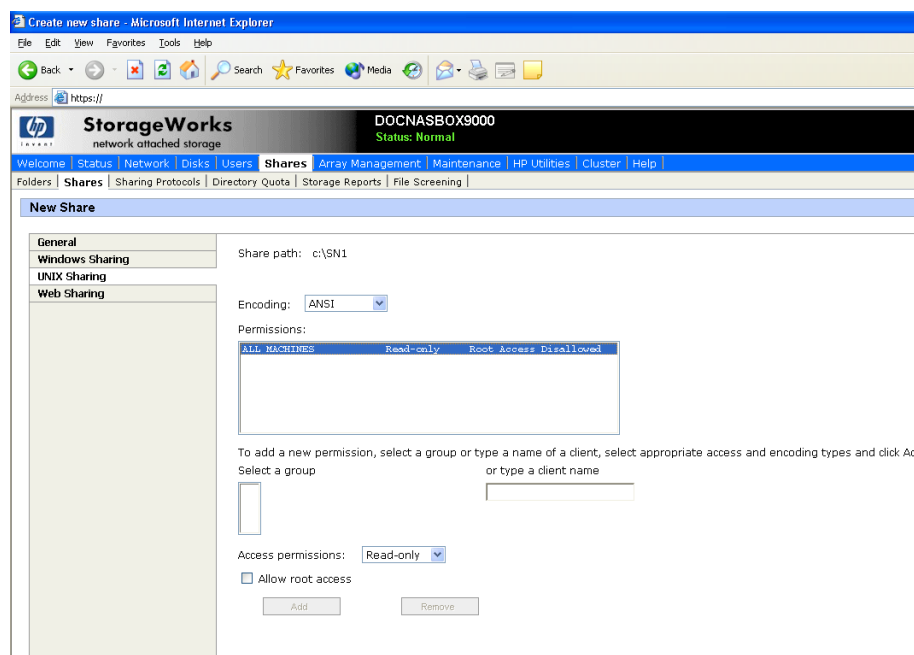 Create new share - Microsoft Internet Explorer
File Edit View Favorites Tools Help
Back Search Favorites Media
Address https://
hp StorageWorks DOCNASBOX9000
invent network attached storage Status: Normal
Welcome | Status | Network | Disks | Users | Shares | Array Management | Maintenance | HP Utilities | Cluster | Help |
Folders | Shares | Sharing Protocols | Directory Quota | Storage Reports | File Screening |
New Share
General
Windows Sharing
UNIX Sharing
Web Sharing
Share path: c:\SN1
Encoding: ANSI
Permissions:
ALL MACHINES Read-only Root Access Disallowed
To add a new permission, select a group or type a name of a client, select appropriate access and encoding types and click
Select a group or type a client name
Access permissions: Read-only
Allow root access
Add Remove